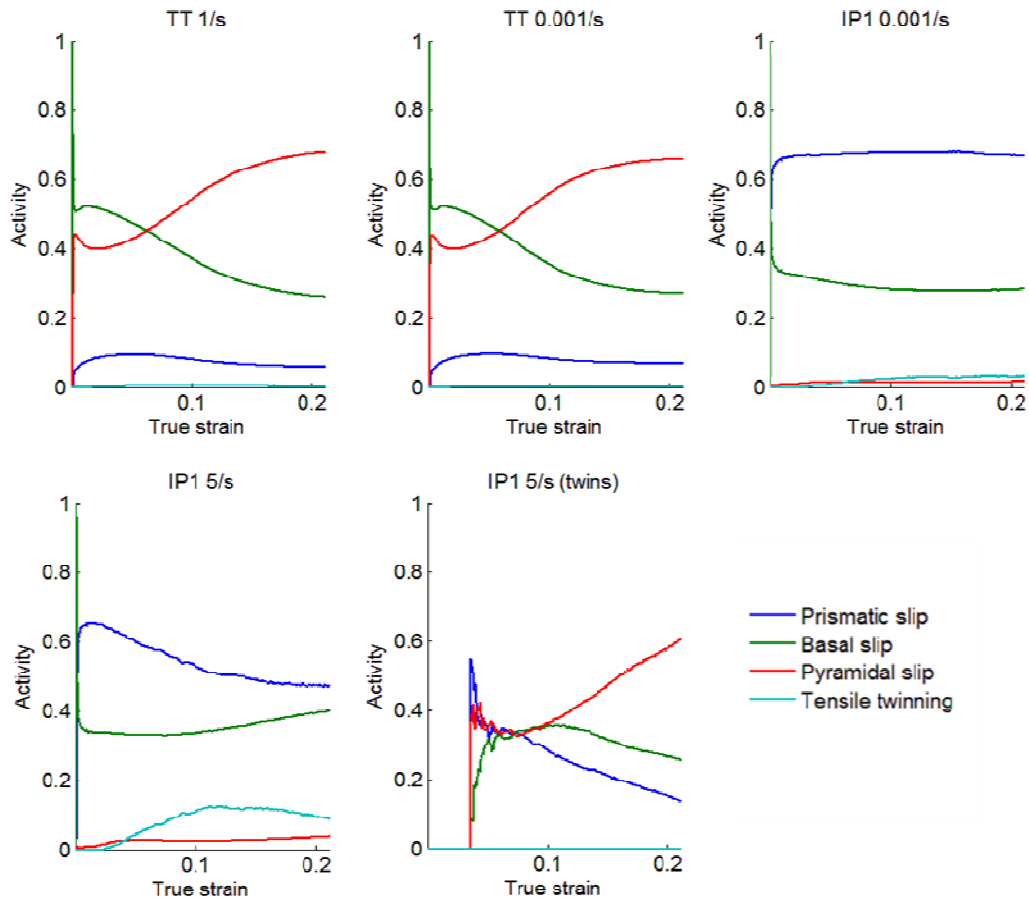 TT 1/s
TT 0.001/s
IP1 0.001/s
1
0.8
0.6
0.4
0.2
0
Activity
0.1
0.2
True strain
1
0.8
0.6
0.4
0.2
0
Activity
0.1
0.2
True strain
1
0.8
0.6
0.4
0.2
0
Activity
0.1
0.2
True strain
IP1 5/s
IP1 5/s (twins)
1
0.8
0.6
0.4
0.2
0
Activity
0.1
0.2
True strain
1
0.8
0.6
0.4
0.2
0
Activity
0.1
0.2
True strain
Prismatic slip
Basal slip
Pyramidal slip
Tensile twinning